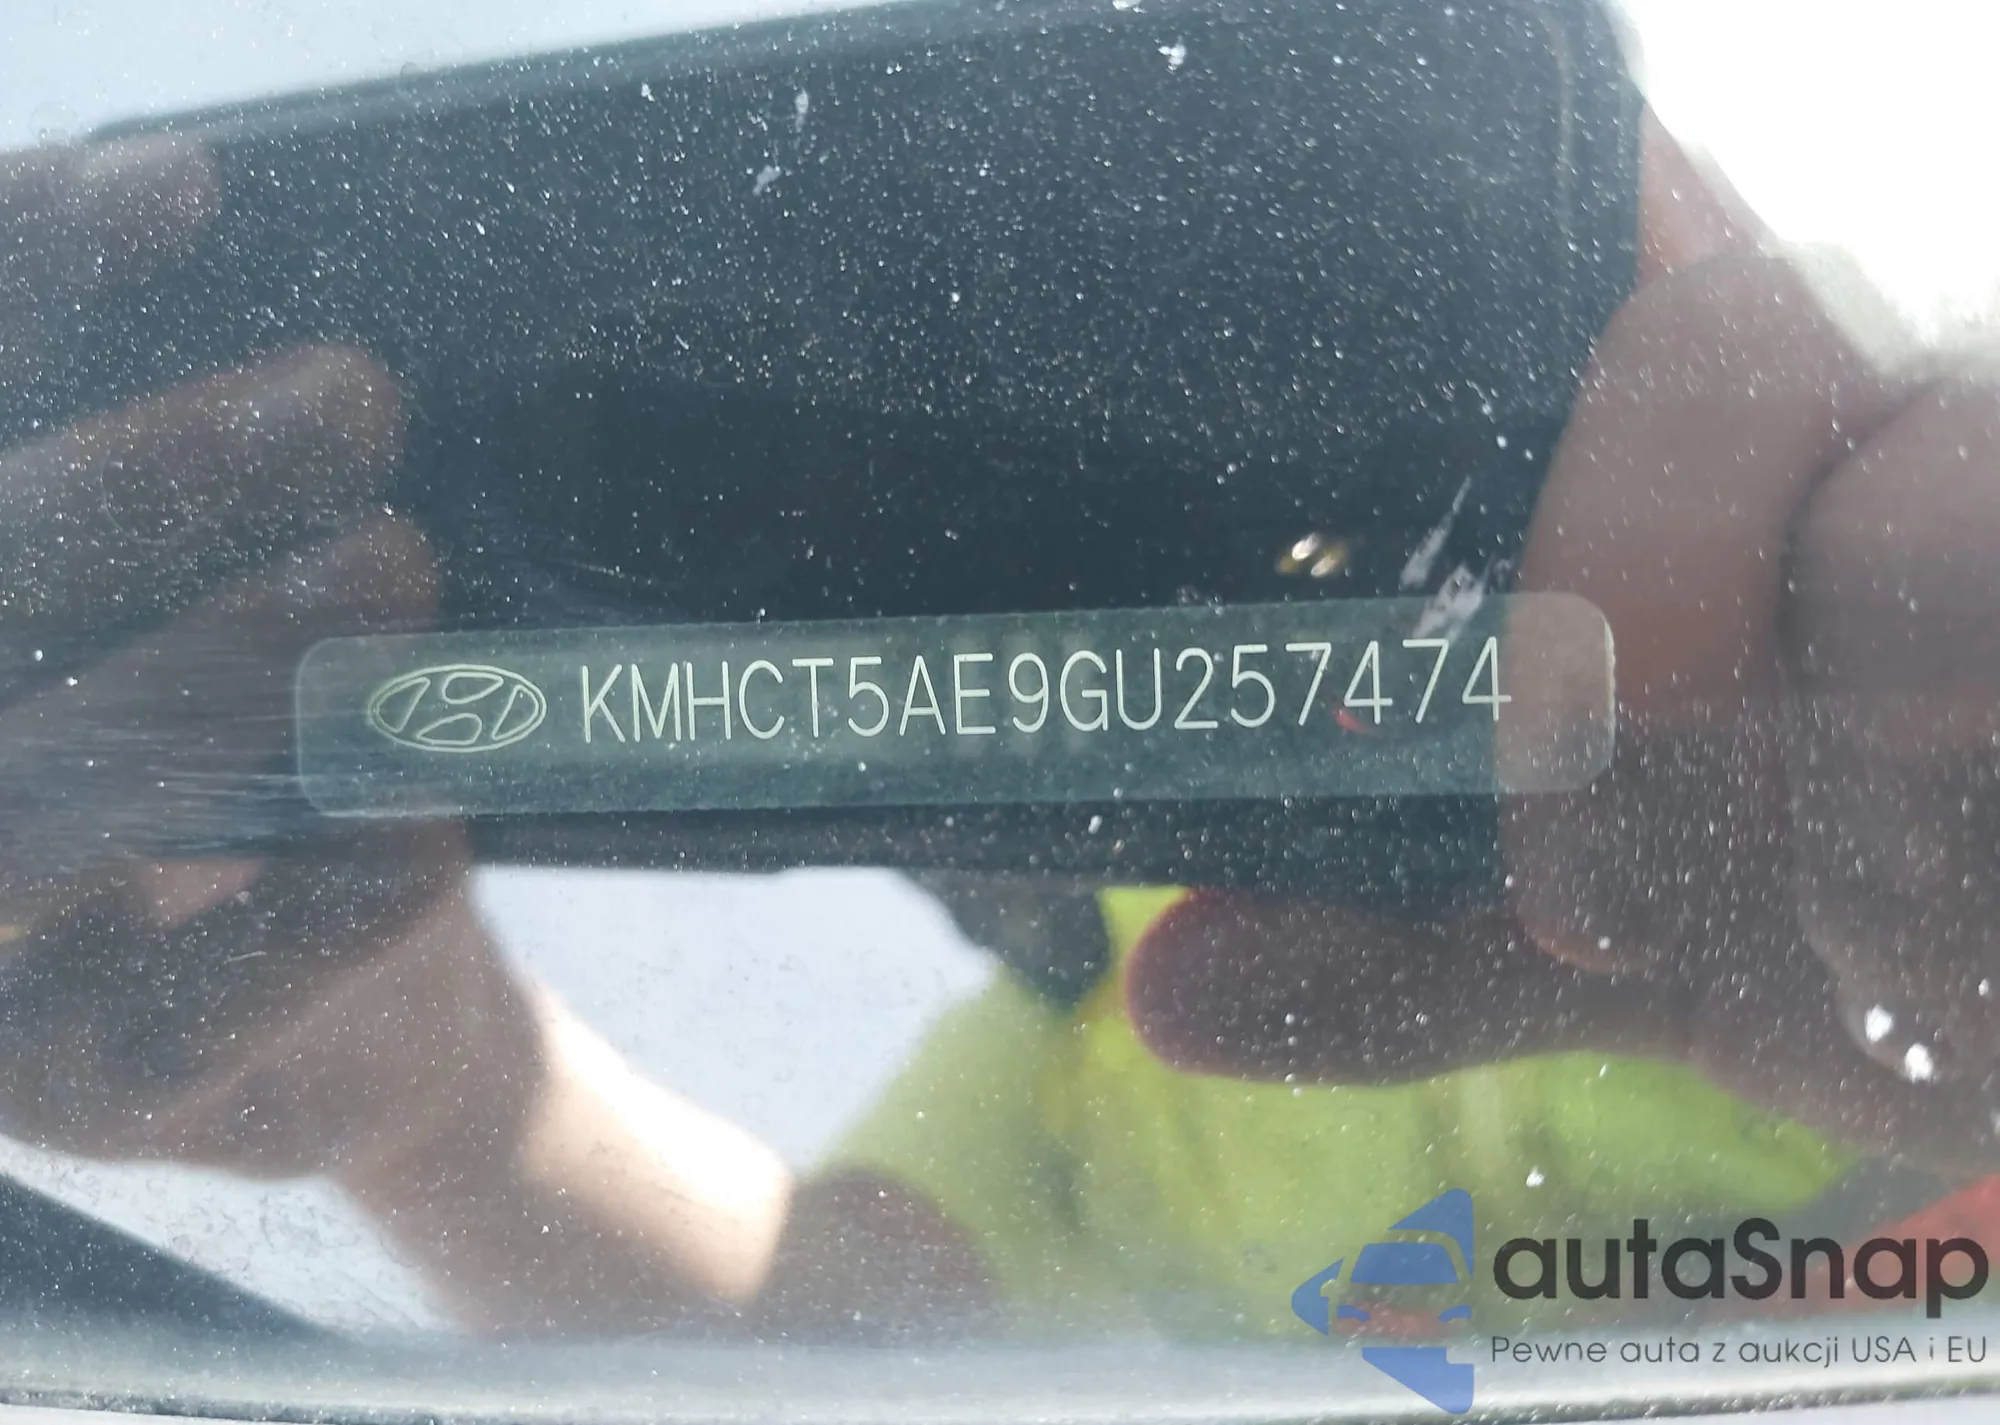 KMHCT5AE9GU257474
autaSnap
Pewne auta z aukcji USA i EU